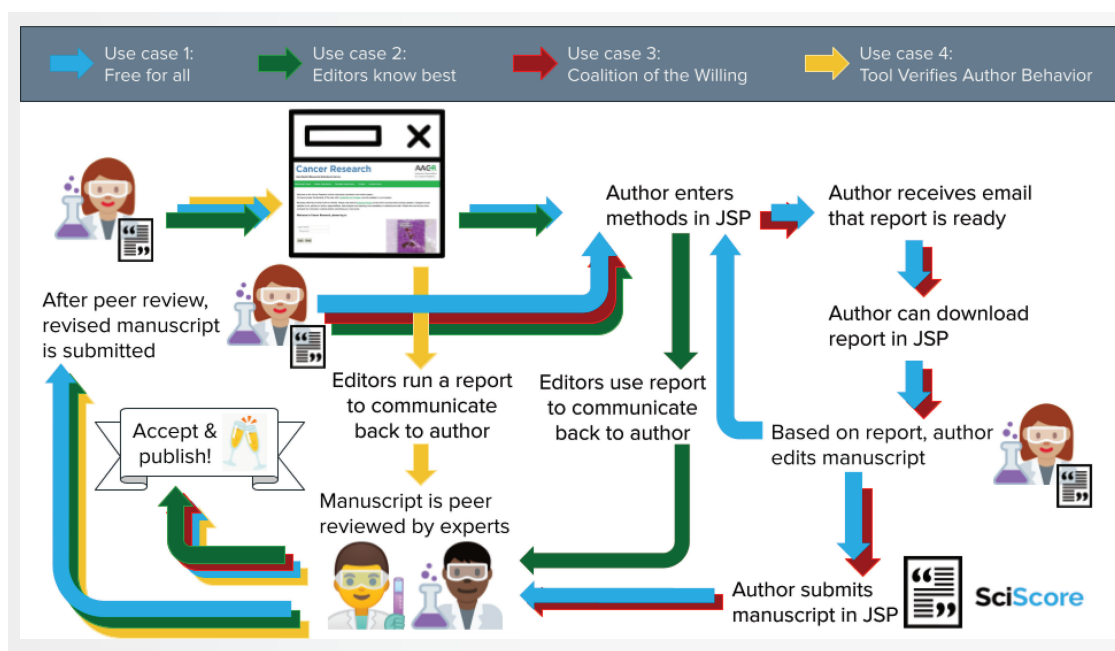 Use case 1:
Free for all
Use case 2:
Editors know best
Use case 3:
Coalition of the Willing
Use case 4:
Tool Verifies Author Behavior
Cancer Research
AACR
Author enters
methods in JSP
Author receives email
that report is ready
After peer review,
revised manuscript
is submitted
Author can download
report in JSP
Editors run a report
to communicate
back to author
Editors use report
to communicate
back to author
Accept &
publish!
Based on report, author
edits manuscript
Manuscript is peer
reviewed by experts
Author submits
manuscript in JSP
SciScore